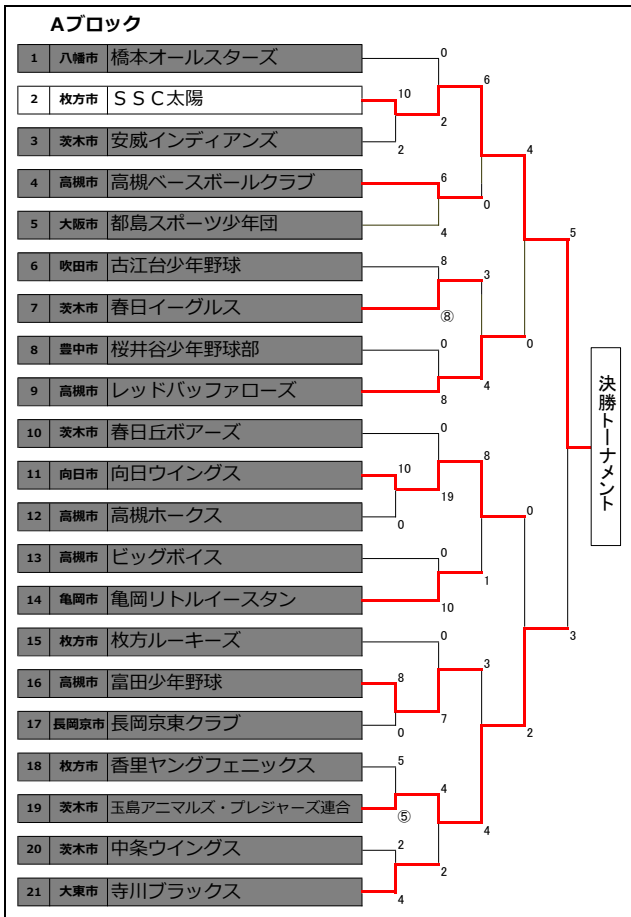 Aブロック
1 八幡市 橋本オールスターズ
2 枚方市 ＳＳＣ太陽
3 茨木市 安威インディアンズ
4 高槻市 高槻ベースボールクラブ
5 大阪市 都島スポーツ少年団
6 吹田市 古江台少年野球
7 茨木市 春日イーグルス
8 豊中市 桜井谷少年野球部
9 高槻市 レッドバッファローズ
10 茨木市 春日丘ボアーズ
11 向日市 向日ウイングス
12 高槻市 高槻ホークス
13 高槻市 ビッグボイス
14 亀岡市 亀岡リトルイースタン
15 枚方市 枚方ルーキーズ
16 高槻市 富田少年野球
17 長岡京市 長岡京東クラブ
18 枚方市 香里ヤングフェニックス
19 茨木市 玉島アニマルズ・プレジャーズ連合
20 茨木市 中条ウイングス
21 大東市 寺川ブラックス
10
2
10
0
8
0
5
⑤
2
4
0
2
6
4
8
⑧
0
8
0
19
0
10
0
7
4
2
6
0
3
4
8
1
3
4
4
0
0
2
5
3
決勝トーナメント